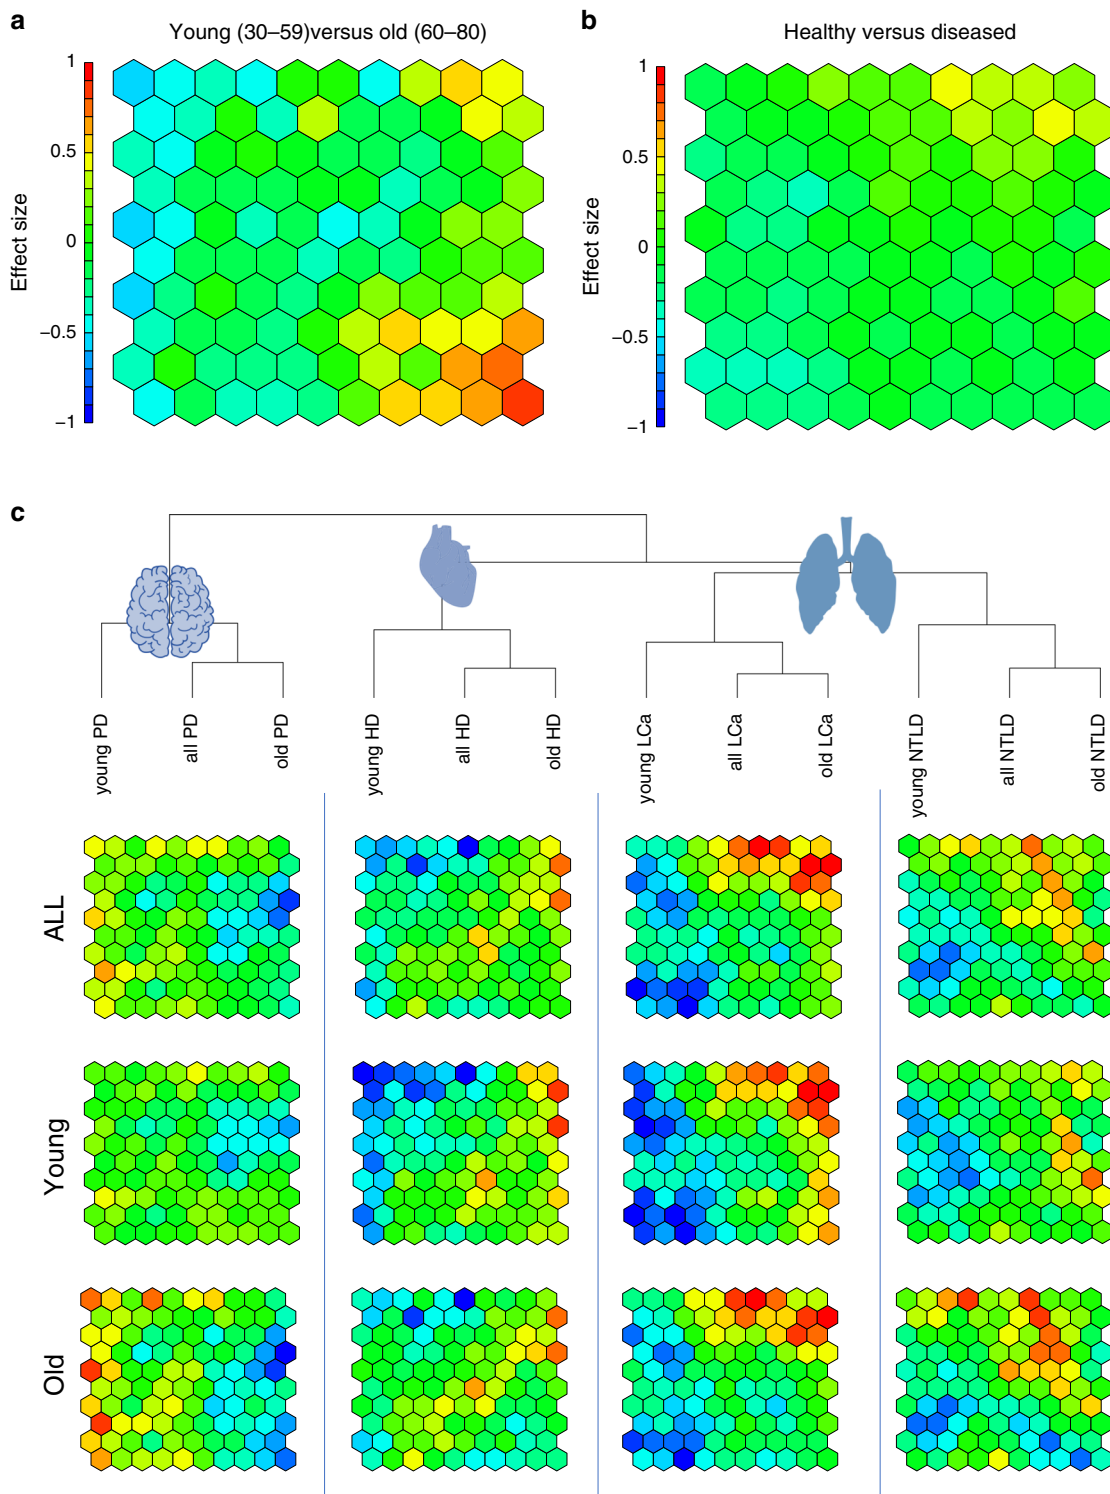 a
Young (30–59)versus old (60–80)
1
0.5
0
−0.5
−1
Effect size
b
Healthy versus diseased
1
0.5
0
−0.5
−1
Effect size
c
young PD
all PD
old PD
young HD
all HD
old HD
young LCa
all LCa
old LCa
young NTLD
all NTLD
old NTLD
ALL
Young
Old